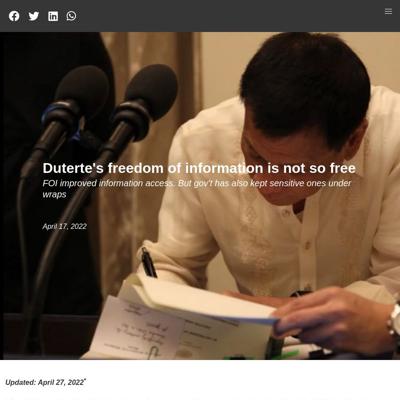 Duterte's freedom of information is not so free
FOI improved information access. But gov't has also kept sensitive ones under
wraps
April 17, 2022
Updated: April 27, 2022*